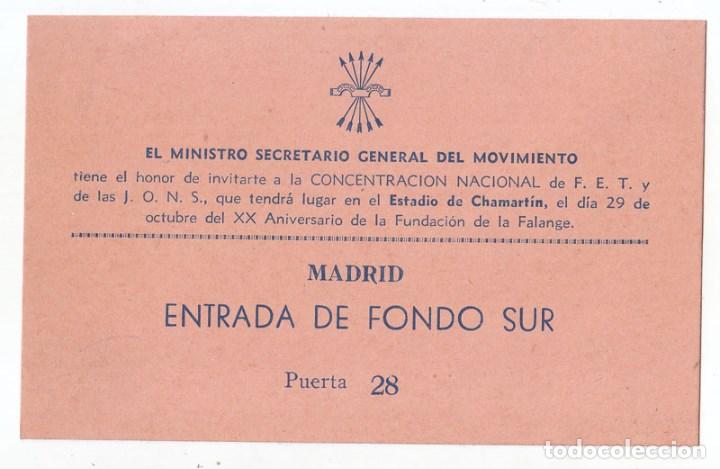 EL MINISTRO SECRETARIO GENERAL DEL MOVIMIENTO
tiene el honor de invitarte a la CONCENTRACION NACIONAL de F. E. T. y
de las J. O. N. S., que tendrá lugar en el Estadio de Chamartín, el día 29 de
octubre del XX Aniversario de la Fundación de la Falange.
MADRID
ENTRADA DE FONDO SUR
Puerta 28
todocoleccion